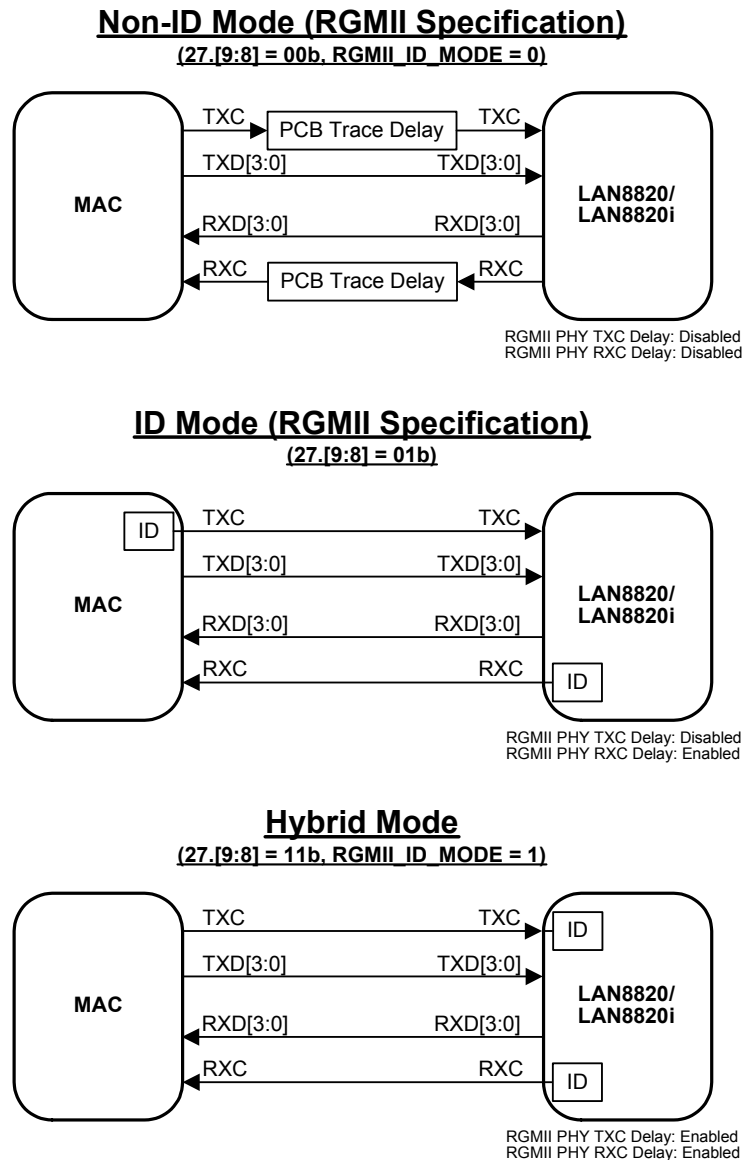 Non-ID Mode (RGMII Specification)
(27.[9:8] = 00b, RGMII_ID_MODE = 0)
TXC PCB Trace Delay TXC
TXD[3:0] TXD[3:0]
MAC
LAN8820/
LAN8820i
RXD[3:0] RXD[3:0]
RXC PCB Trace Delay RXC
RGMII PHY TXC Delay: Disabled
RGMII PHY RXC Delay: Disabled
ID Mode (RGMII Specification)
(27.[9:8] = 01b)
ID TXC TXC
TXD[3:0] TXD[3:0]
MAC
LAN8820/
LAN8820i
RXD[3:0] RXD[3:0]
RXC RXC ID
RGMII PHY TXC Delay: Disabled
RGMII PHY RXC Delay: Enabled
Hybrid Mode
(27.[9:8] = 11b, RGMII_ID_MODE = 1)
TXC TXC ID
TXD[3:0] TXD[3:0]
MAC
LAN8820/
LAN8820i
RXD[3:0] RXD[3:0]
RXC RXC ID
RGMII PHY TXC Delay: Enabled
RGMII PHY RXC Delay: Enabled